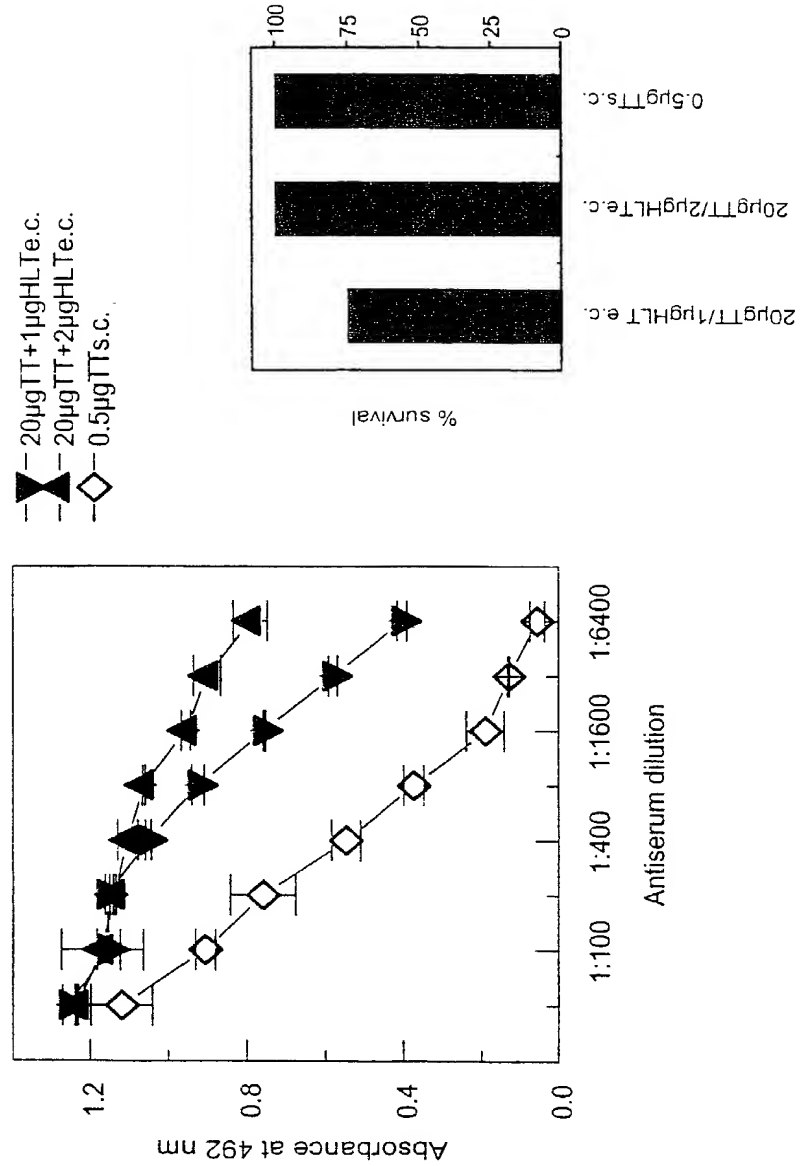 20µgTT+1µgHLTe.c.
20µgTT+2µgHLTe.c.
0.5µgTTs.c.
Absorbance at 492 nm
1.2
0.8
0.4
0.0
1:100
1:400
1:1600
1:6400
Antiserum dilution
% survival
100
75
50
25
0
20µgTT/1µgHLT e.c.
20µgTT/2µgHLTe.c.
0.5µgTTs.c.